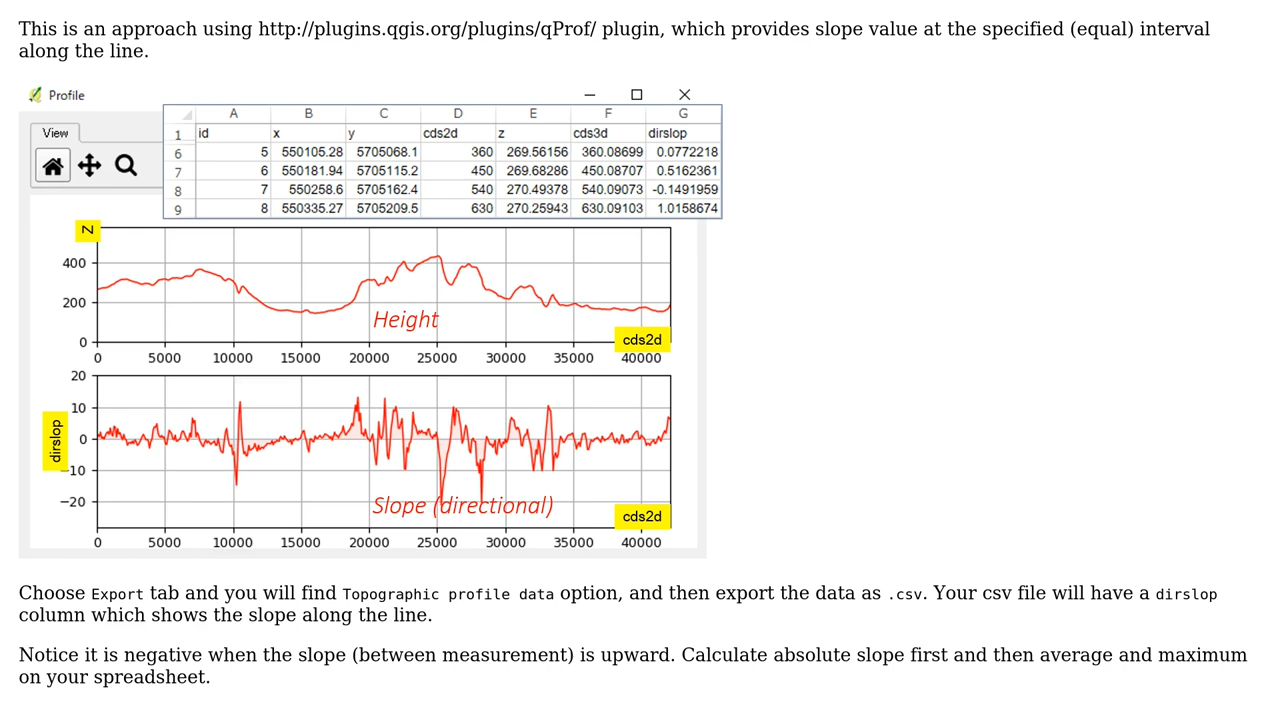 This is an approach using http://plugins.qgis.org/plugins/qProf/ plugin, which provides slope value at the specified (equal) interval
along the line.
Profile
View
A B C D E F G
1 id x y cds2d z cds3d dirslop
6 5 550105.28 5705068.1 360 269.56156 360.08699 0.0772218
7 6 550181.94 5705115.2 450 269.68286 450.08707 0.5162361
8 7 550258.6 5705162.4 540 270.49378 540.09073 -0.1491959
9 8 550335.27 5705209.5 630 270.25943 630.09103 1.0158674
Z
400
200
0
Height
cds2d
0 5000 10000 15000 20000 25000 30000 35000 40000
20
10
0
−10
−20
dirslop
Slope (directional)
cds2d
0 5000 10000 15000 20000 25000 30000 35000 40000
Choose Export tab and you will find Topographic profile data option, and then export the data as .csv. Your csv file will have a dirslop
column which shows the slope along the line.
Notice it is negative when the slope (between measurement) is upward. Calculate absolute slope first and then average and maximum
on your spreadsheet.